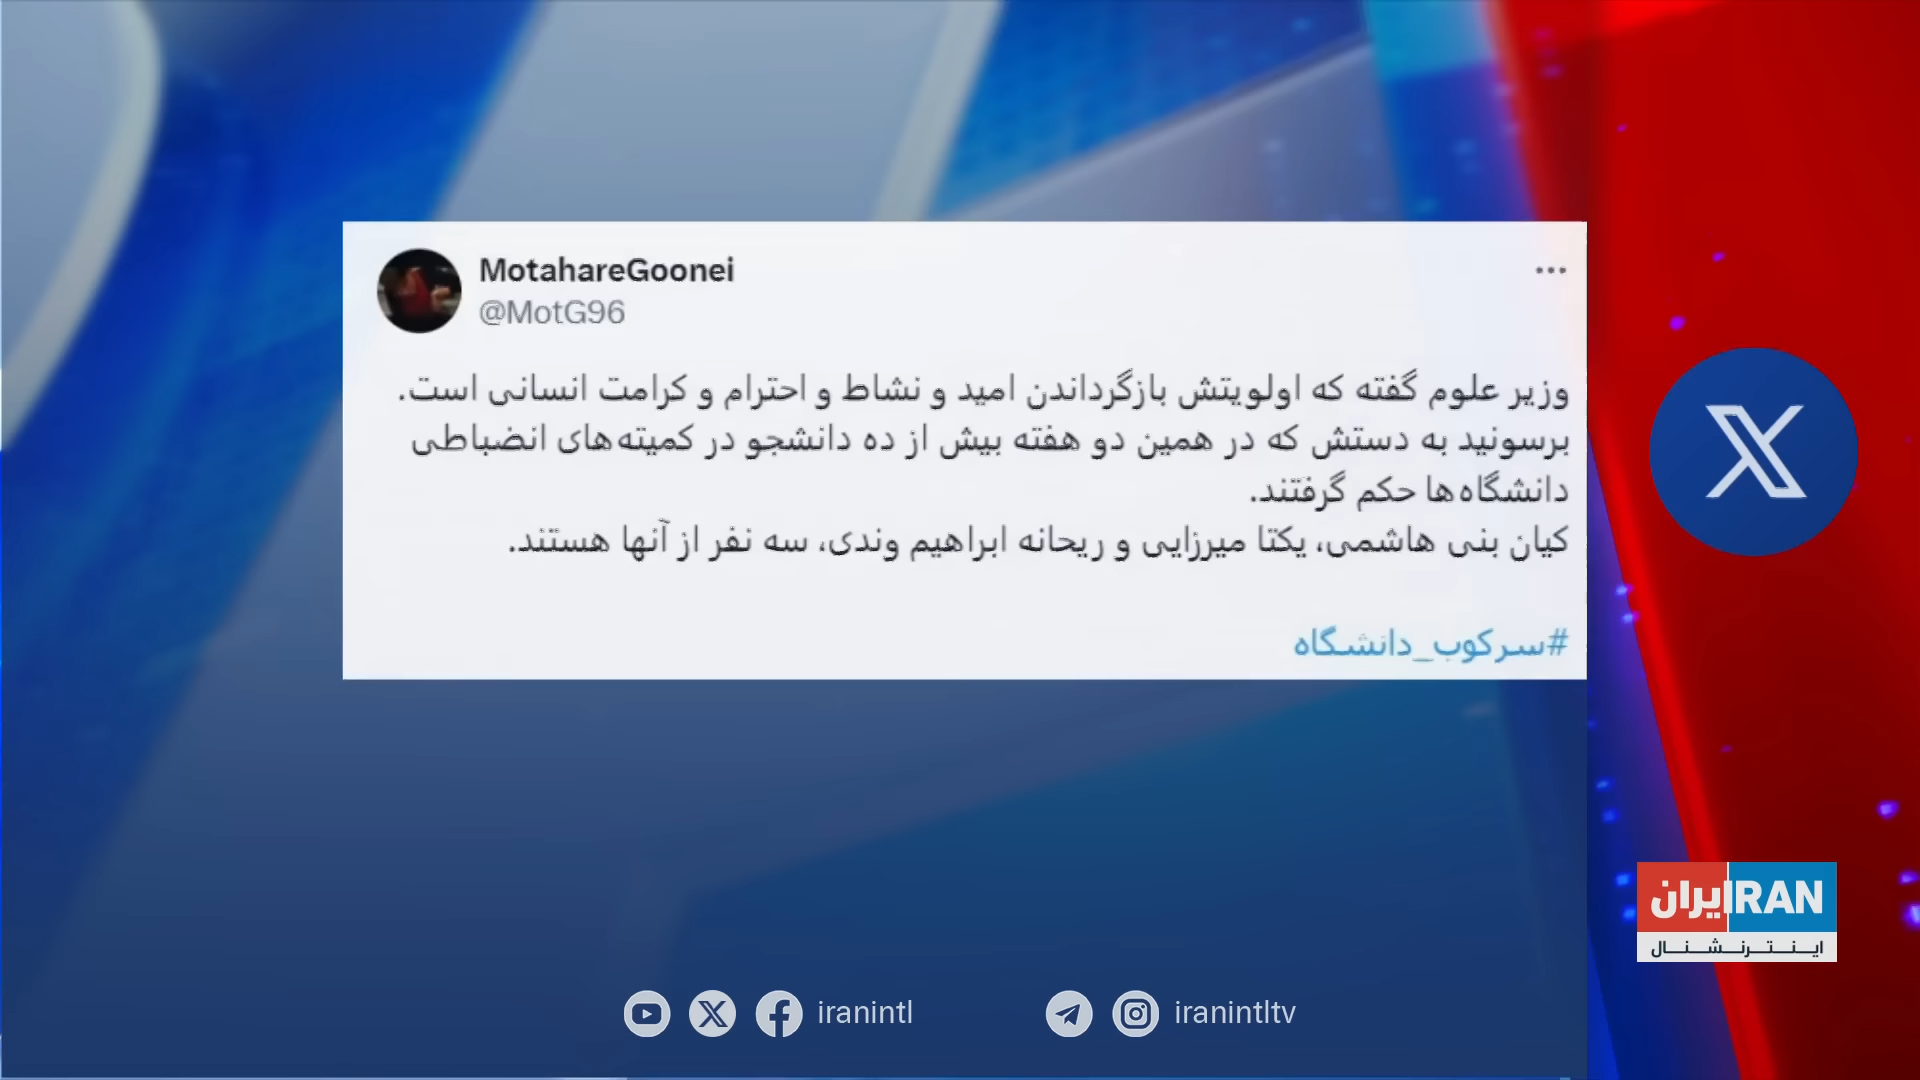 MotahareGoonei
@MotG96
وزیر علوم گفته که اولویتش بازگرداندن امید و نشاط و احترام و کرامت انسانی است.
برسونید به دستش که در همین دو هفته بیش از ده دانشجو در کمیته‌های انضباطی
دانشگاه‌ها حکم گرفتند.
کیان بنی هاشمی، یکتا میرزایی و ریحانه ابراهیم وندی، سه نفر از آنها هستند.
#سرکوب_دانشگاه
ایران IRAN
اینترنشنال
iranintl
iranintltv